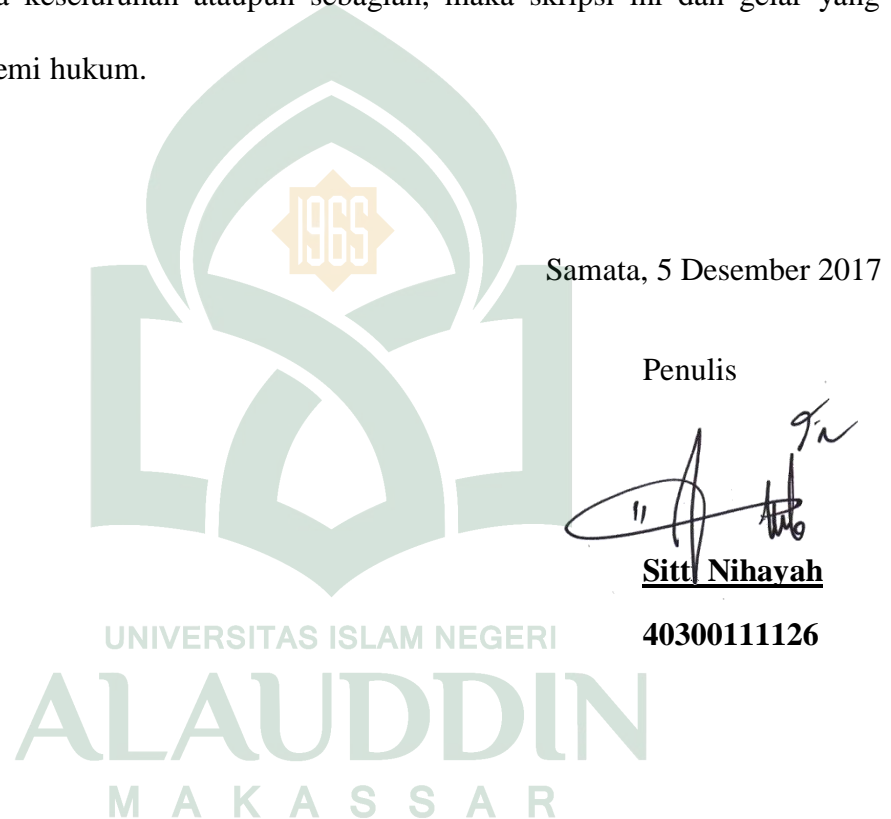 keseluruhan ataupun sebagian, maka skripsi ini dan gelar yang
emi hukum.
1965
Samata, 5 Desember 2017
Penulis
Sitti Nihayah
40300111126
UNIVERSITAS ISLAM NEGERI
ALAUDDIN
MAKASSAR